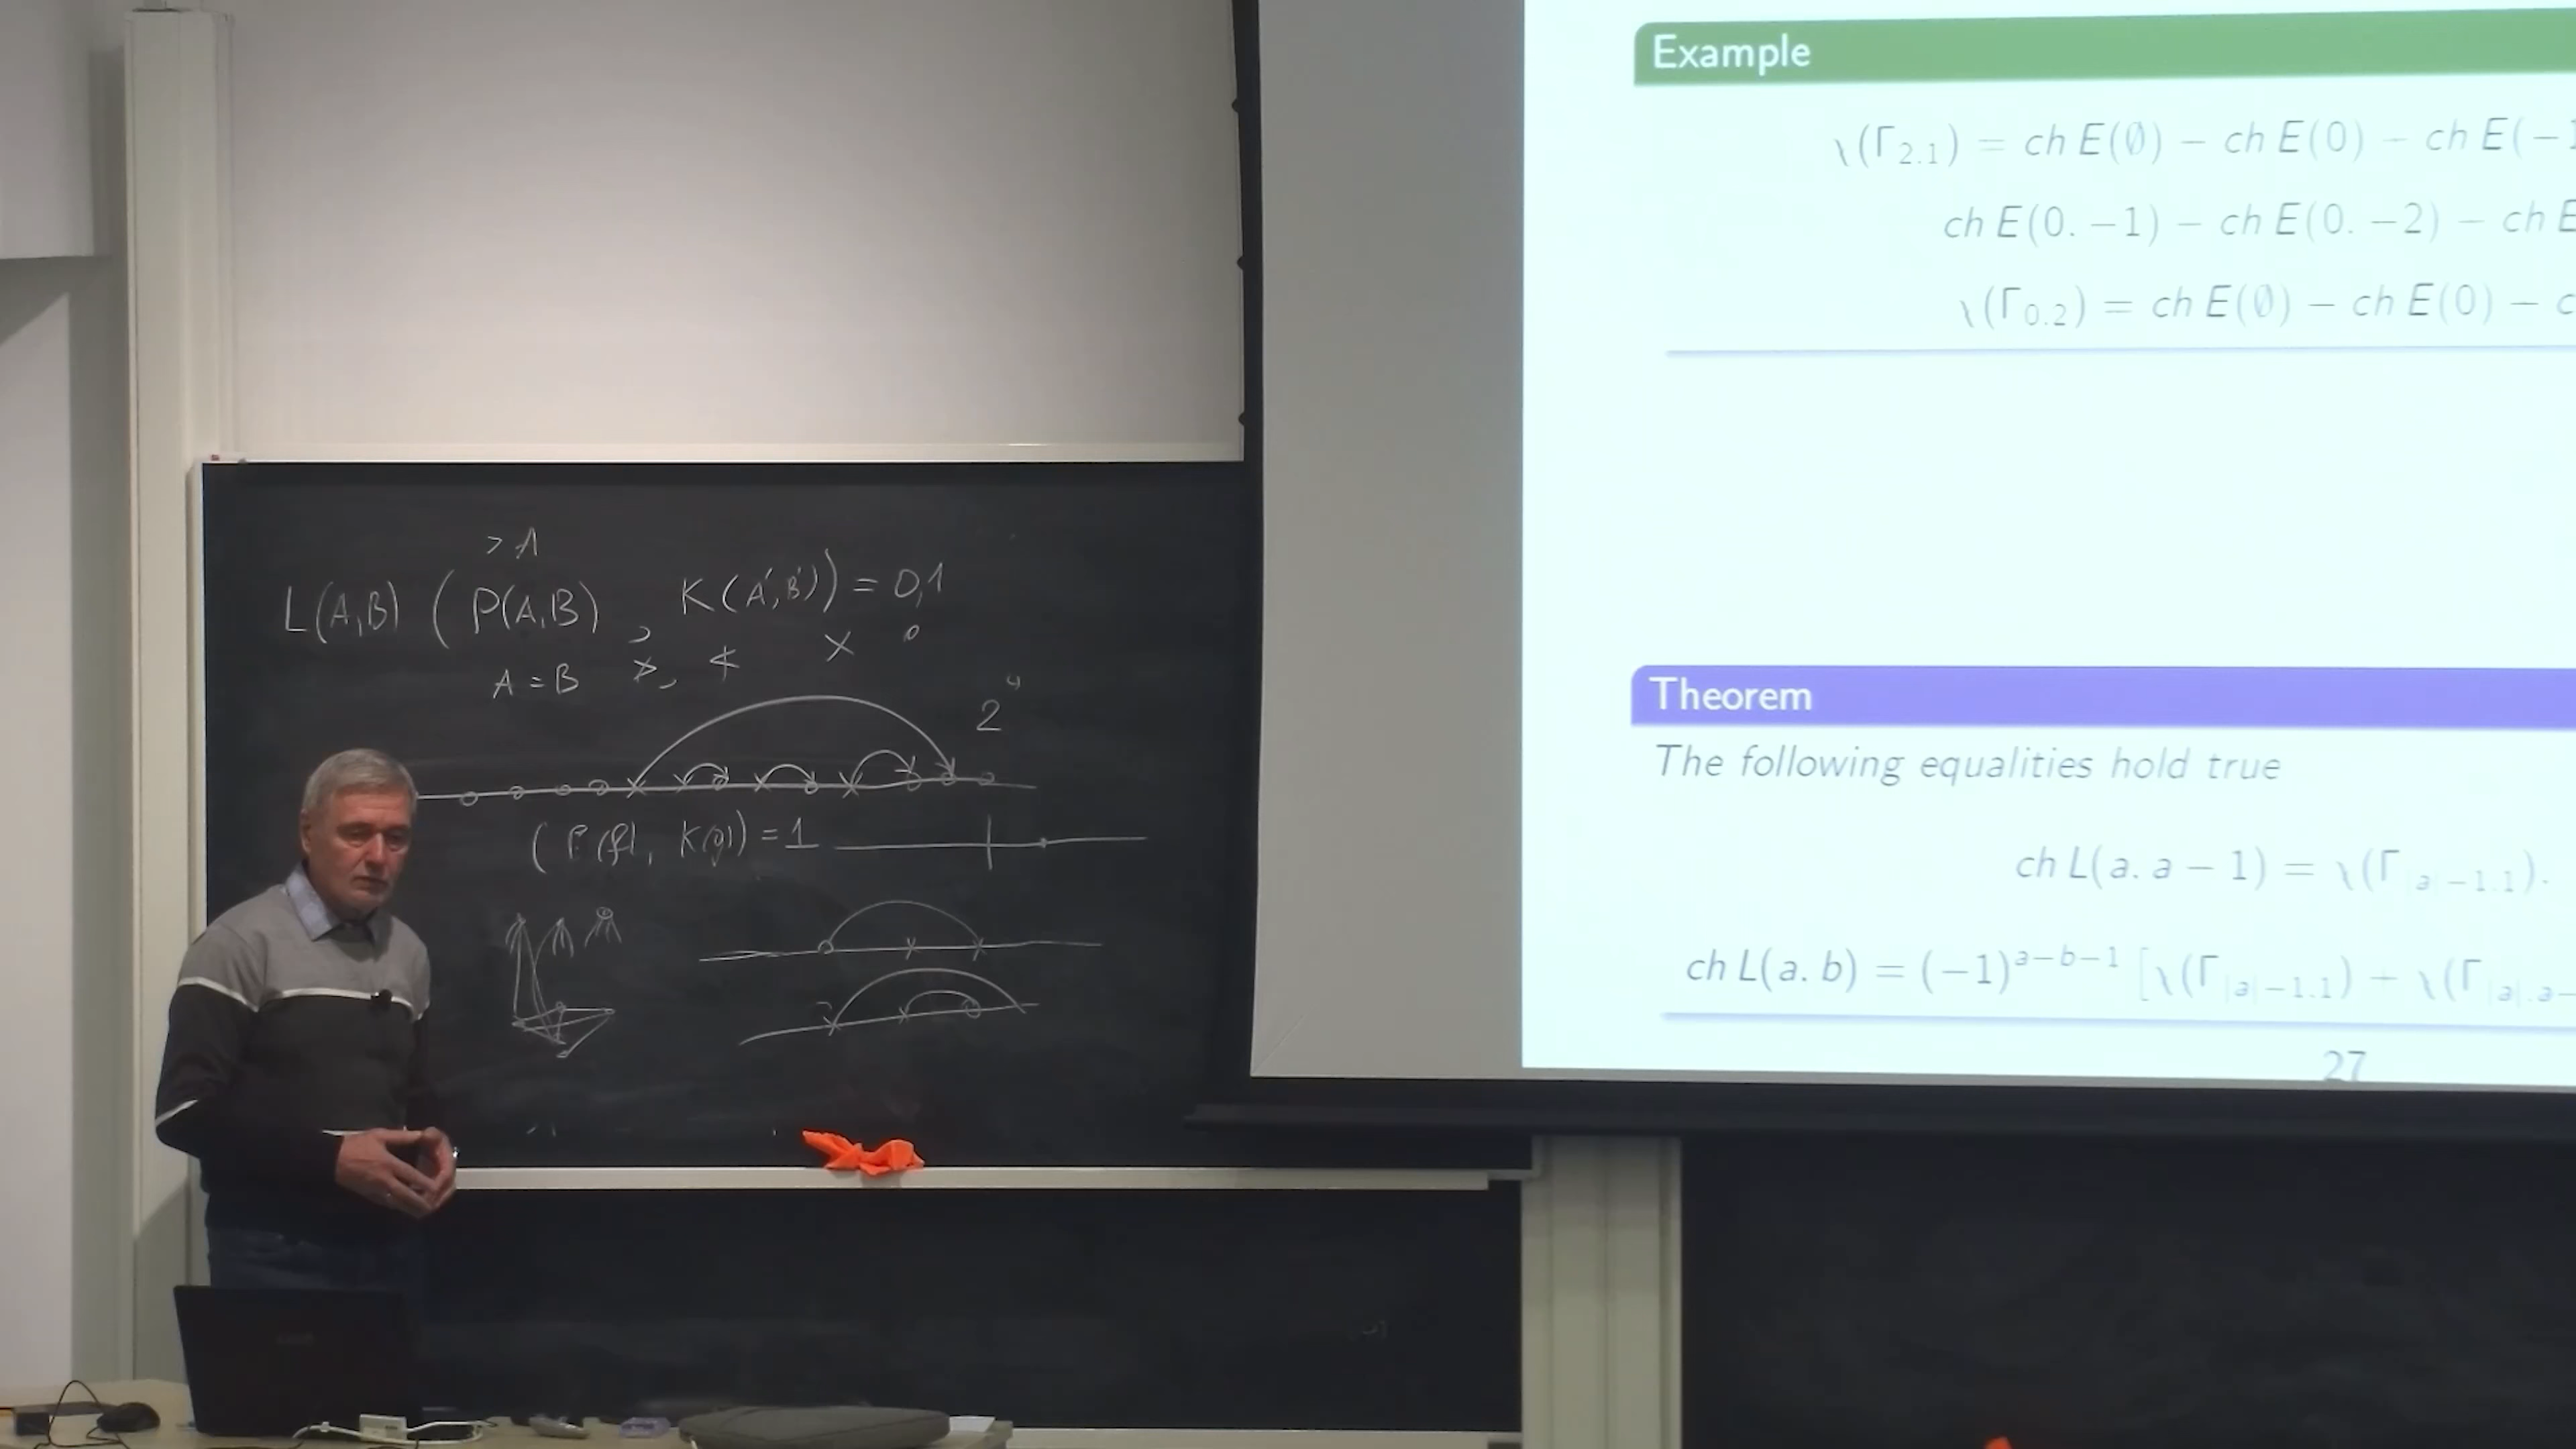 > A
L(A,B) ( P(A,B) , K(A',B')) = 0,1
A = B
2
K(g)) = 1
Example
\(Γ2.1) = ch E(∅) − ch E(0) − ch E(−1
ch E(0. −1) − ch E(0. −2) − ch E
\(Γ0.2) = ch E(∅) − ch E(0) − c
Theorem
The following equalities hold true
ch L(a. a − 1) = \(Γ|a|−1.1).
ch L(a. b) = (−1)^{a−b−1} [\(Γ|a|−1.1) − \(Γ|a|.a−
27